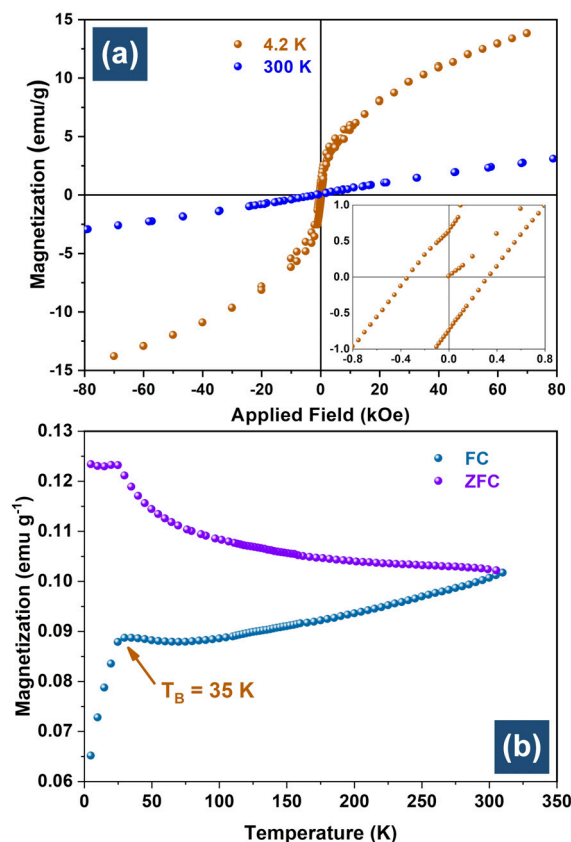 (a)
4.2 K
300 K
Magnetization (emu/g)
15
10
5
0
-5
-10
-15
1.0
0.5
0.0
-0.5
-1.0
-0.8 -0.4 0.0 0.4 0.8
-80 -60 -40 -20 0 20 40 60 80
Applied Field (kOe)
0.13
0.12
0.11
0.10
0.09
0.08
0.07
0.06
Magnetization (emu g⁻¹)
FC
ZFC
T_B = 35 K
(b)
0 50 100 150 200 250 300 350
Temperature (K)